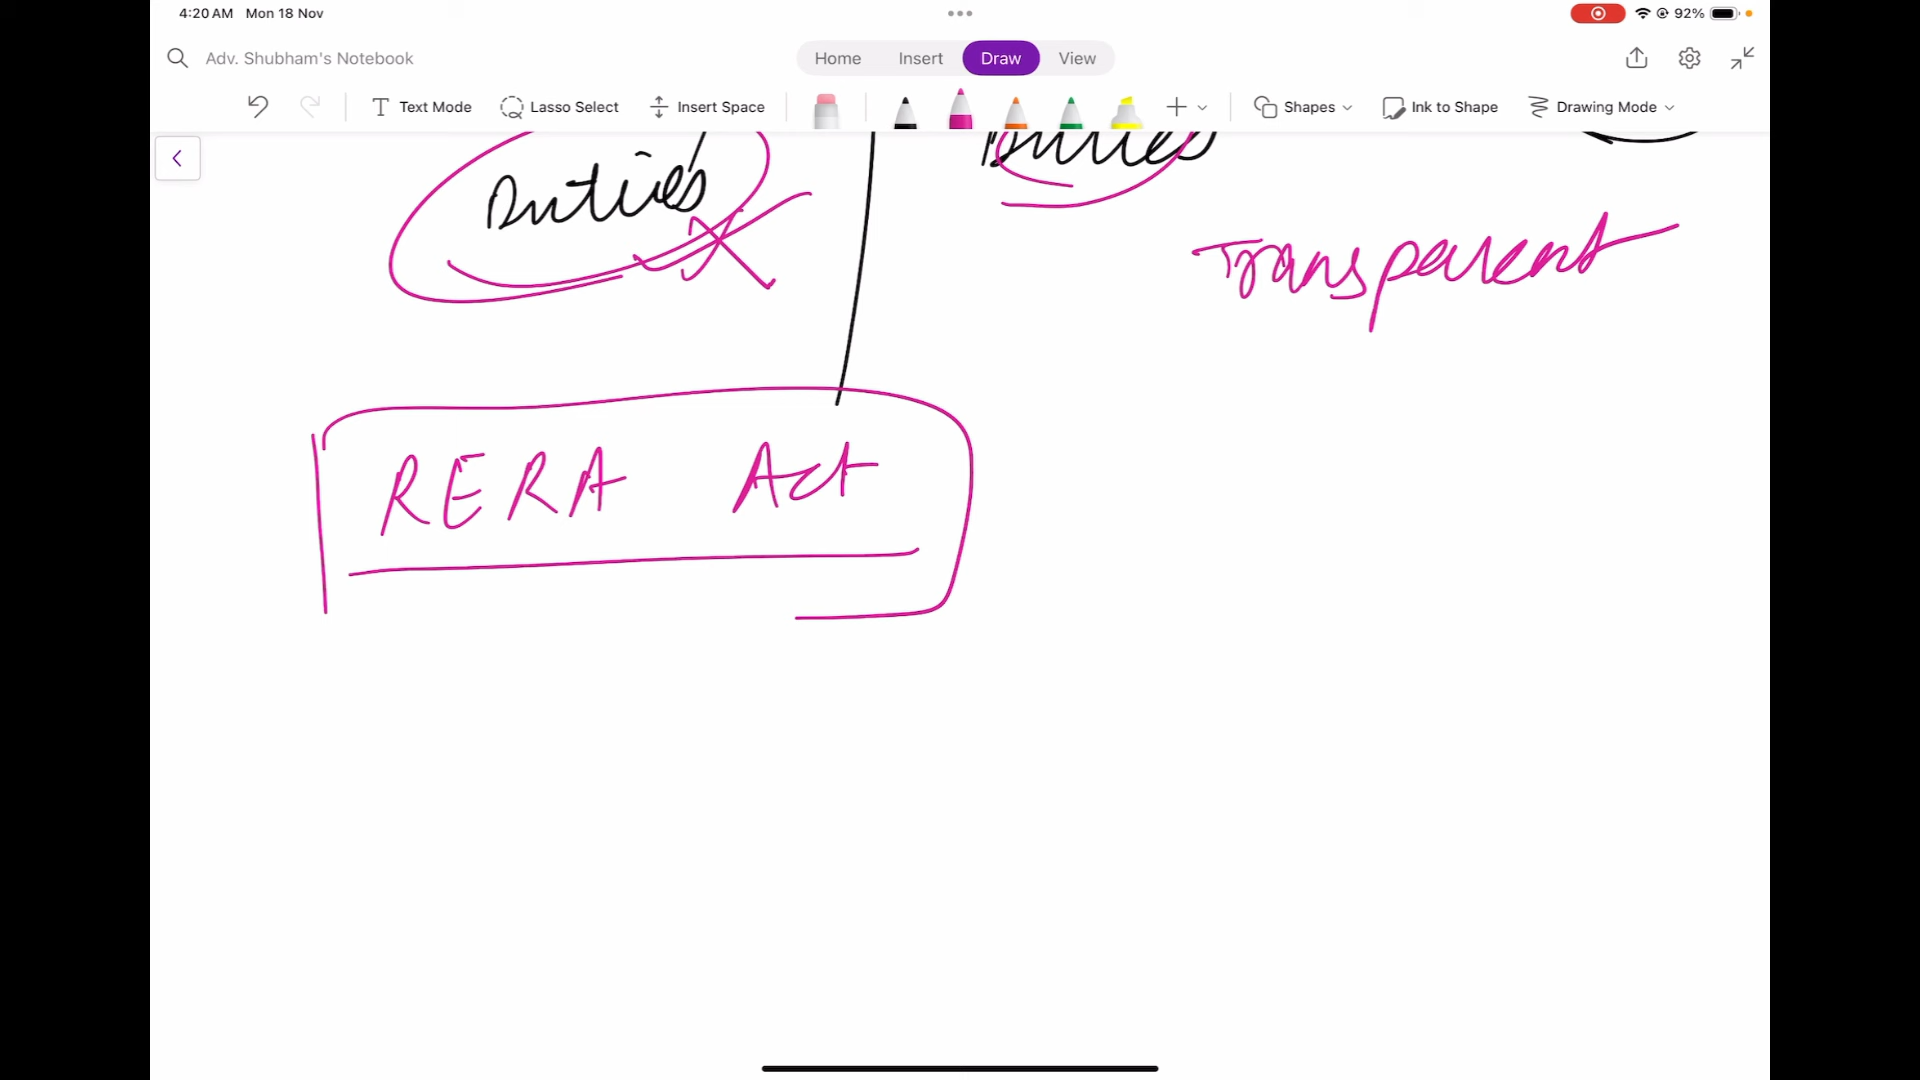 4:20 AM Mon 18 Nov
92%
Adv. Shubham's Notebook
Home Insert Draw View
Text Mode Lasso Select Insert Space Shapes Ink to Shape Drawing Mode
Duties Duties
Transparent
RERA Act